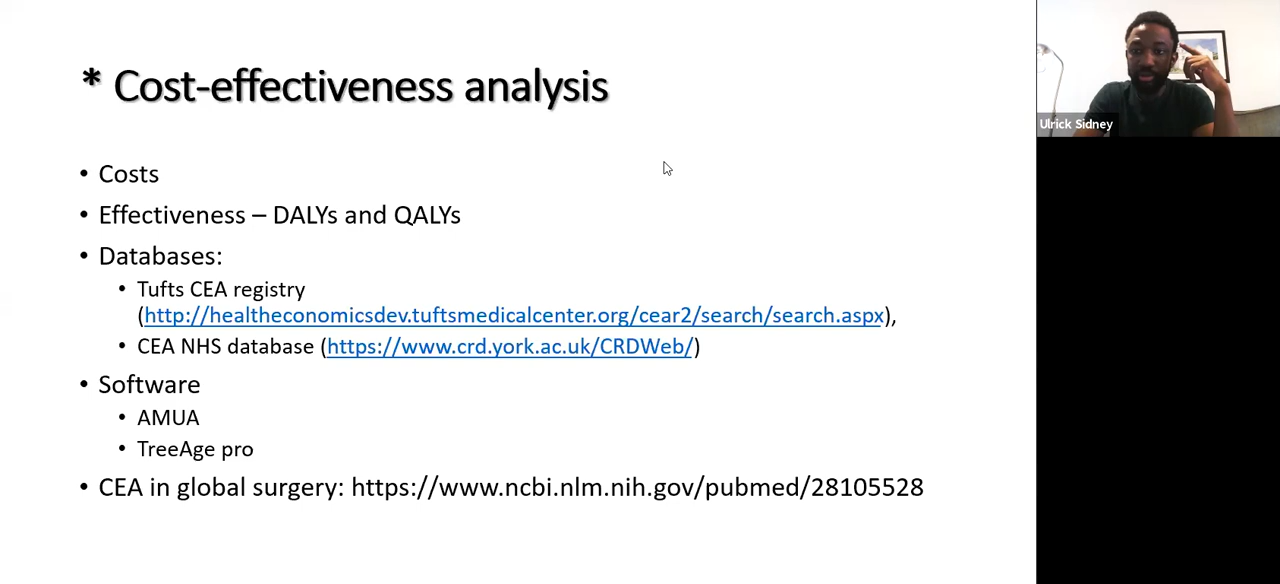 * Cost-effectiveness analysis
• Costs
• Effectiveness – DALYs and QALYs
• Databases:
• Tufts CEA registry
(http://healtheconomicsdev.tuftsmedicalcenter.org/cear2/search/search.aspx),
• CEA NHS database (https://www.crd.york.ac.uk/CRDWeb/)
• Software
• AMUA
• TreeAge pro
• CEA in global surgery: https://www.ncbi.nlm.nih.gov/pubmed/28105528
Ulrick Sidney